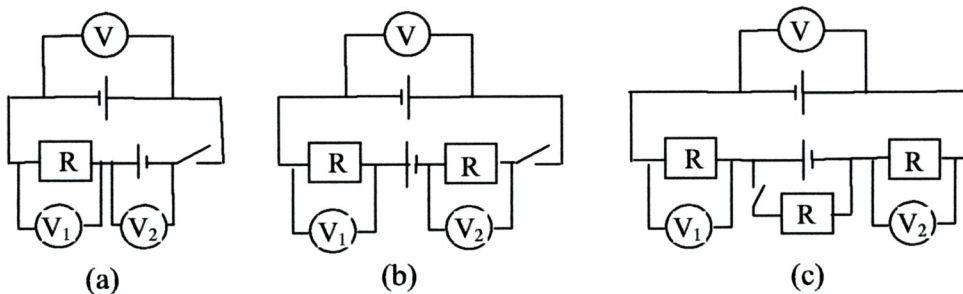 V V V
R R R R R
R
V₁ V₂ V₁ V₂ V₁ V₂
(a) (b) (c)